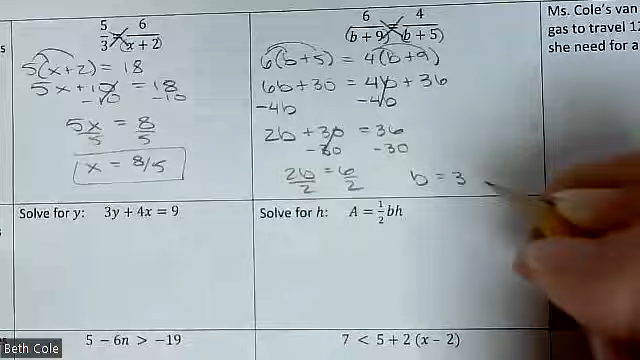 5/3 = 6/(x + 2)
5(x+2) = 18
5x+10 = 18
-10 -10
5x/5 = 8/5
x = 8/5
6/(b + 9) = 4/(b + 5)
6(b+5) = 4(b+9)
6b+30 = 4b+36
-4b -4b
2b+30 = 36
-30 -30
2b/2 = 6/2
b = 3
Ms. Cole's van
gas to travel 12
she need for a
Solve for y: 3y + 4x = 9
Solve for h: A = 1/2 bh
5 − 6n > −19
7 < 5 + 2 (x − 2)
Beth Cole